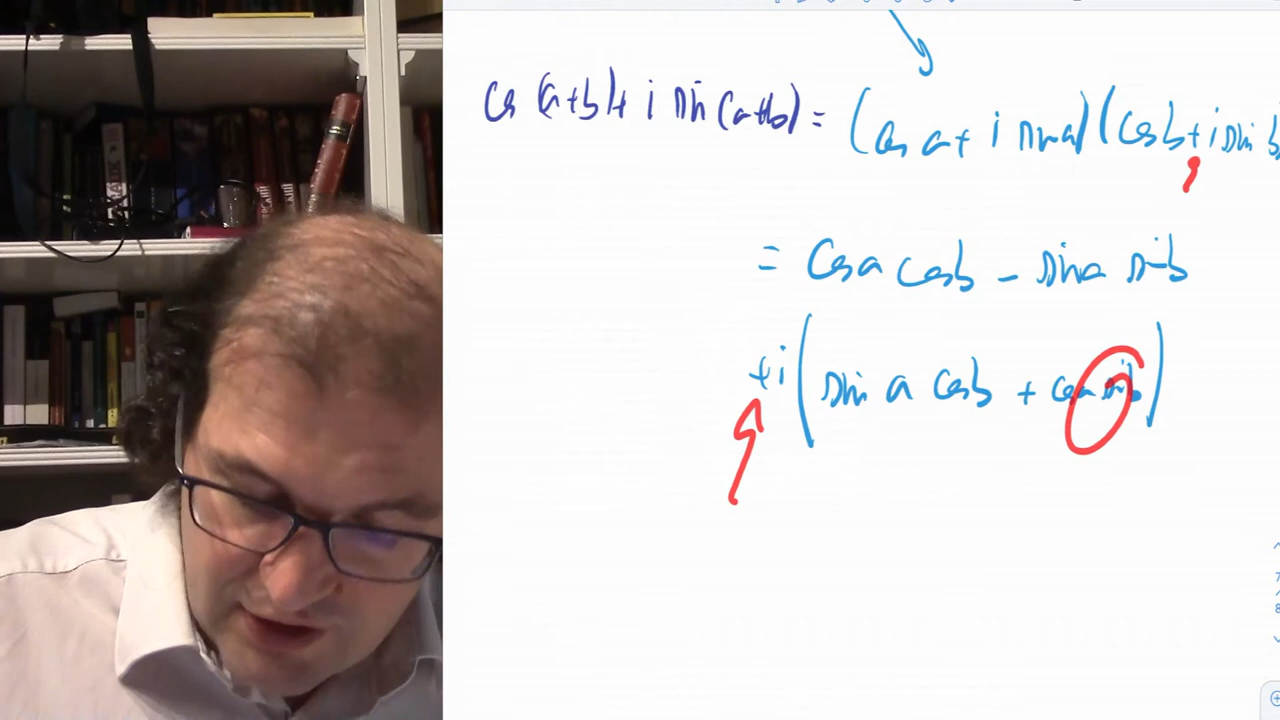 cos (a+b) + i sin (a+b) = (cos a + i sin a) (cos b + i sin b
= cos a cos b - sin a sin b
+ i ( sin a cos b + cos a sin b )